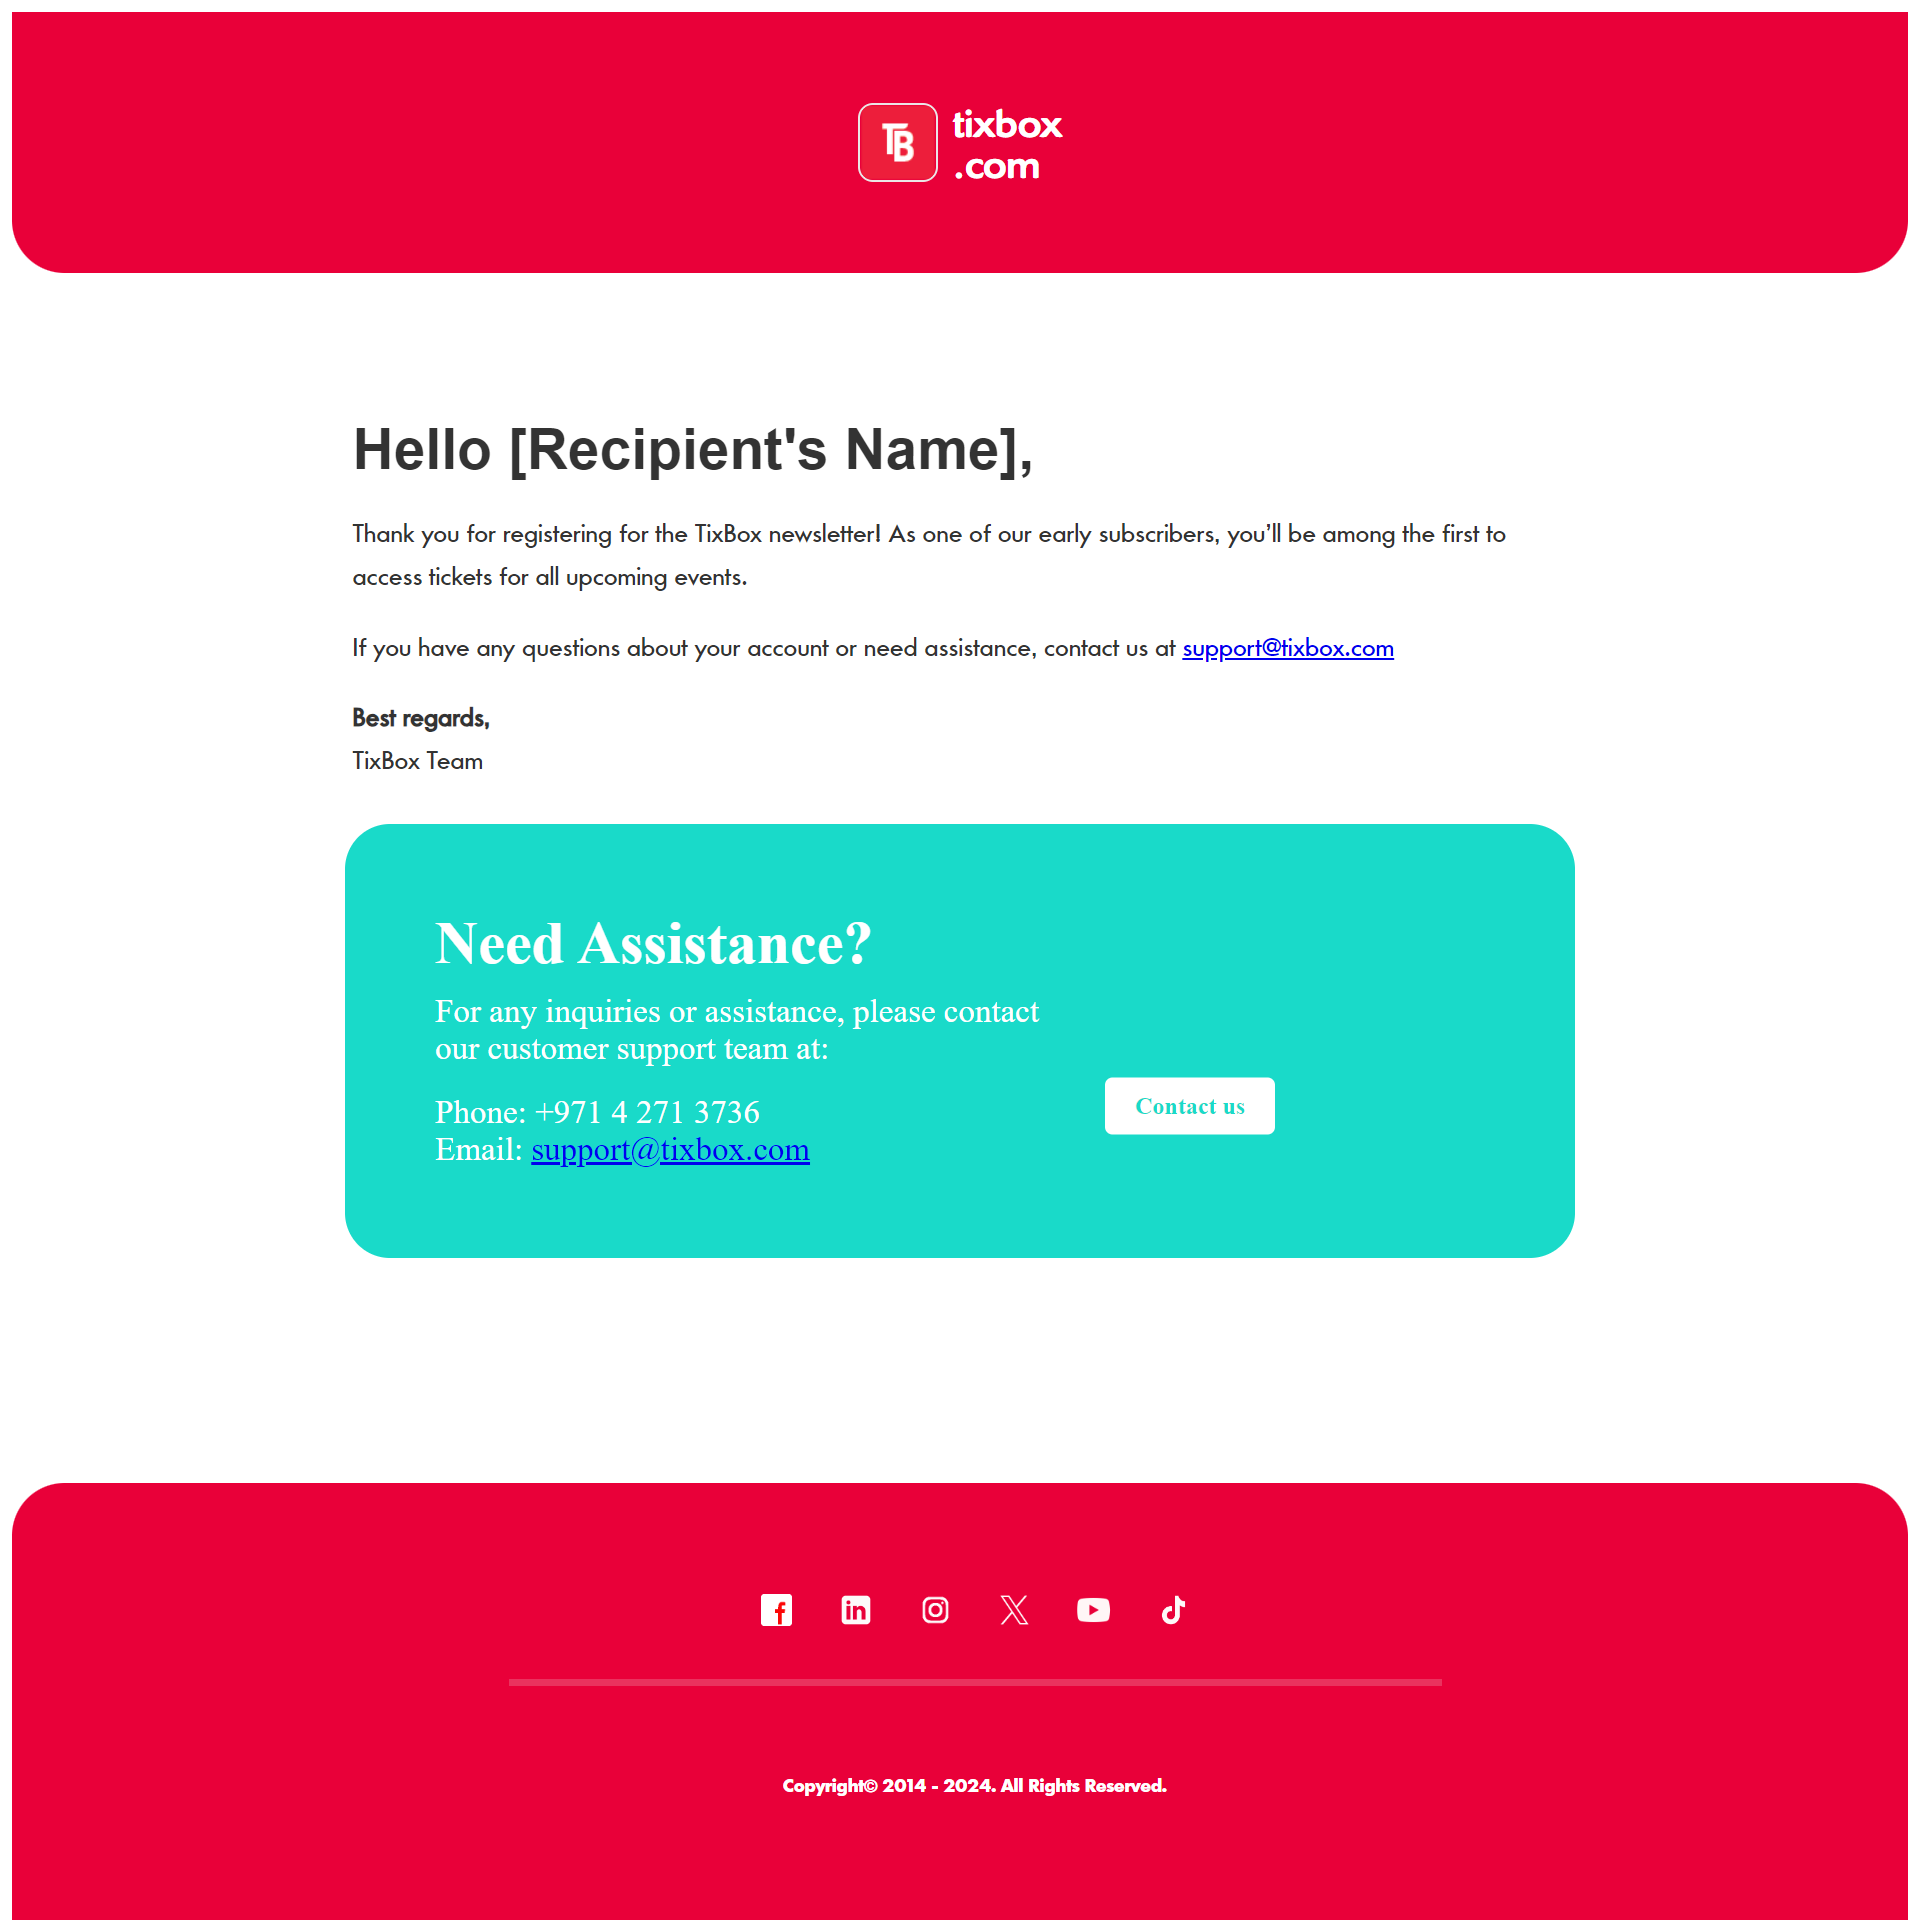 TB
tixbox
.com
Hello [Recipient's Name],
Thank you for registering for the TixBox newsletter! As one of our early subscribers, you’ll be among the first to
access tickets for all upcoming events.
If you have any questions about your account or need assistance, contact us at support@tixbox.com
Best regards,
TixBox Team
Need Assistance?
For any inquiries or assistance, please contact
our customer support team at:
Phone: +971 4 271 3736
Email: support@tixbox.com
Contact us
Copyright© 2014 - 2024. All Rights Reserved.